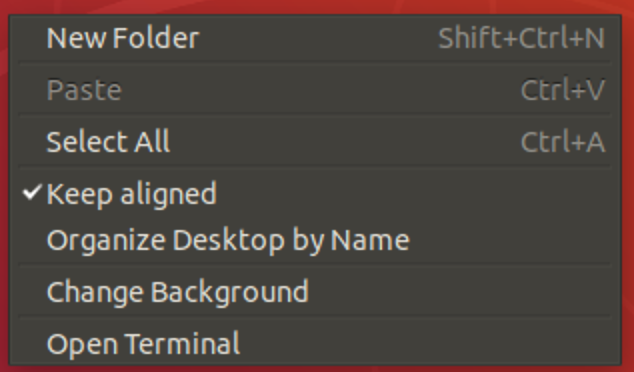 New Folder Shift+Ctrl+N
Paste Ctrl+V
Select All Ctrl+A
Keep aligned
Organize Desktop by Name
Change Background
Open Terminal